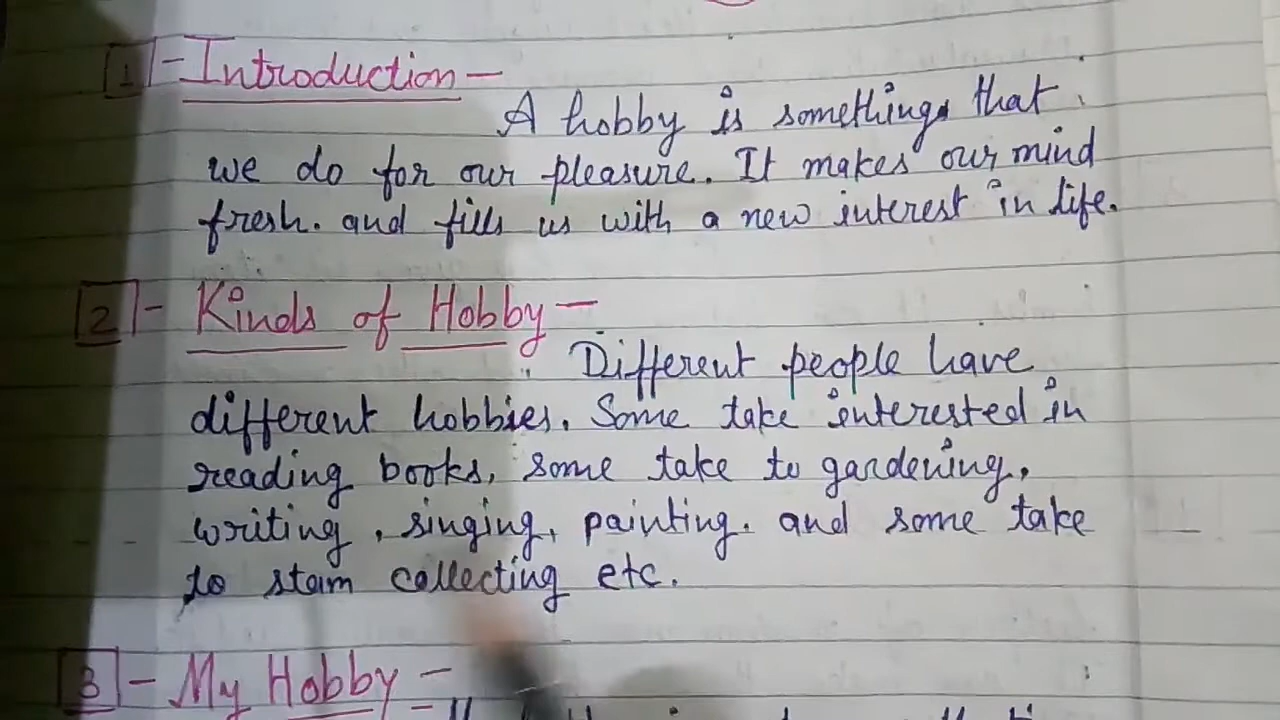 1 - Introduction -
A hobby is something that
we do for our pleasure. It makes our mind
fresh. and fills us with a new interest in life.
2 - Kinds of Hobby -
Different people have
different hobbies. Some take interested in
reading books, some take to gardening,
writing, singing, painting. and some take
to stam collecting etc.
3 - My Hobby -